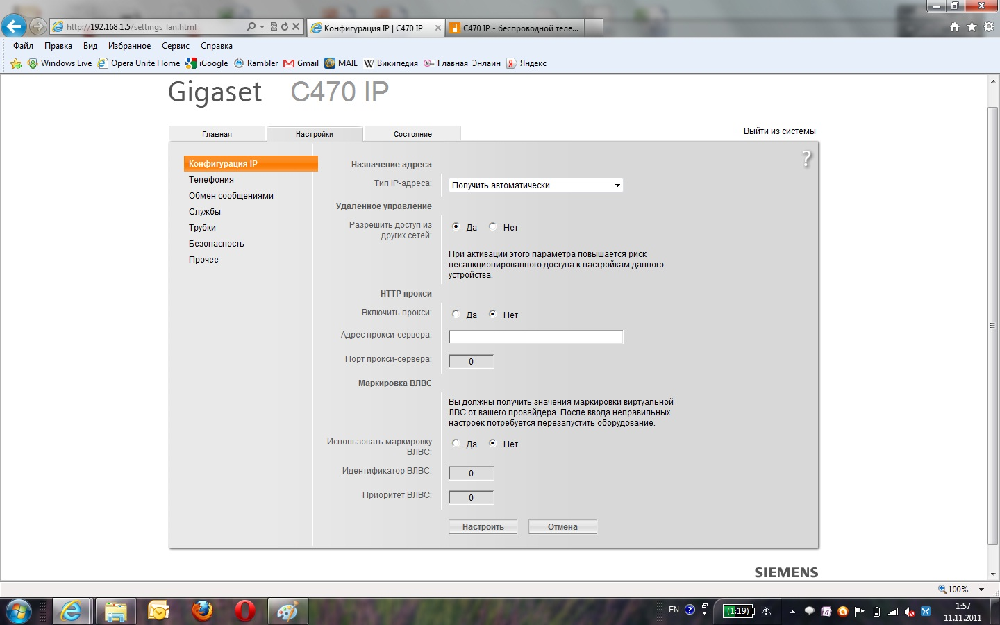 http://192.168.1.5/settings_lan.html
Конфигурация IP | C470 IP
C470 IP - беспроводной теле...
Файл Правка Вид Избранное Сервис Справка
Windows Live Opera Unite Home iGoogle Rambler Gmail MAIL Википедия Главная Энлаин Яндекс
Gigaset C470 IP
Главная Настройки Состояние Выйти из системы
Конфигурация IP
Телефония
Обмен сообщениями
Службы
Трубки
Безопасность
Прочее
?
Назначение адреса
Тип IP-адреса: Получить автоматически
Удаленное управление
Разрешить доступ из
других сетей:
Да Нет
При активации этого параметра повышается риск
несанкционированного доступа к настройкам данного
устройства.
HTTP прокси
Включить прокси: Да Нет
Адрес прокси-сервера:
Порт прокси-сервера: 0
Маркировка ВЛВС
Вы должны получить значения маркировки виртуальной
ЛВС от вашего провайдера. После ввода неправильных
настроек потребуется перезапустить оборудование.
Использовать маркировку
ВЛВС:
Да Нет
Идентификатор ВЛВС: 0
Приоритет ВЛВС: 0
Настроить Отмена
SIEMENS
100%
EN (1:19) 1:57
11.11.2011